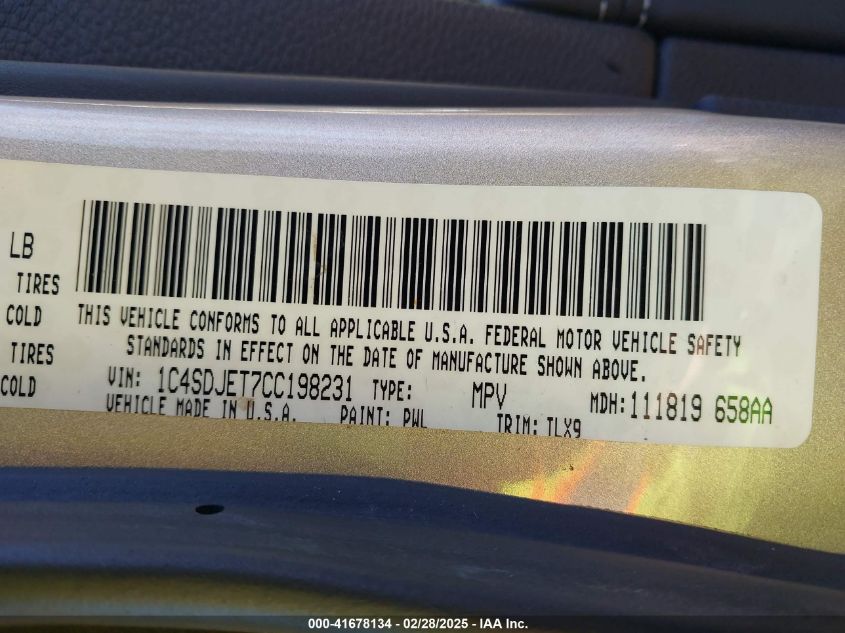 LB
TIRES
COLD
TIRES
COLD
THIS VEHICLE CONFORMS TO ALL APPLICABLE U.S.A. FEDERAL MOTOR VEHICLE SAFETY
STANDARDS IN EFFECT ON THE DATE OF MANUFACTURE SHOWN ABOVE.
VIN: 1C4SDJET7CC198231 TYPE: MPV MDH:111819 658AA
VEHICLE MADE IN U.S.A. PAINT: PWL TRIM: TLX9
000-41678134 - 02/28/2025 - IAA Inc.